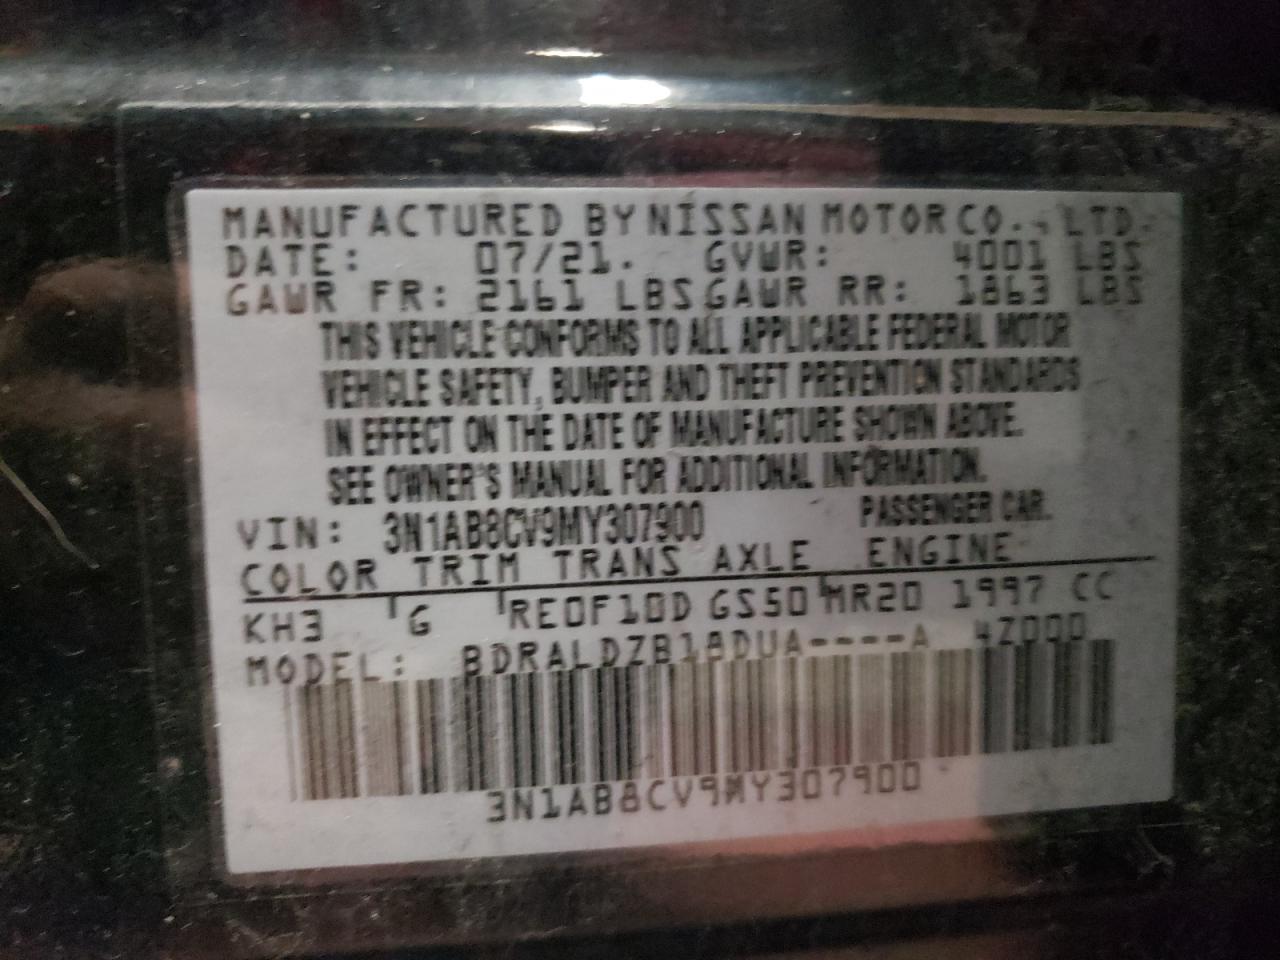 MANUFACTURED BY NISSAN MOTOR CO., LTD.
DATE: 07/21. GVWR: 4001 LBS
GAWR FR: 2161 LBS GAWR RR: 1863 LBS
THIS VEHICLE CONFORMS TO ALL APPLICABLE FEDERAL MOTOR
VEHICLE SAFETY, BUMPER AND THEFT PREVENTION STANDARDS
IN EFFECT ON THE DATE OF MANUFACTURE SHOWN ABOVE.
SEE OWNER'S MANUAL FOR ADDITIONAL INFORMATION.
VIN: 3N1AB8CV9MY307900 PASSENGER CAR.
COLOR TRIM TRANS AXLE ENGINE
KH3 G RE0F10D GS50 MR20 1997 CC
MODEL: BDRALDZB18DUA----A 4Z000
3N1AB8CV9MY307900